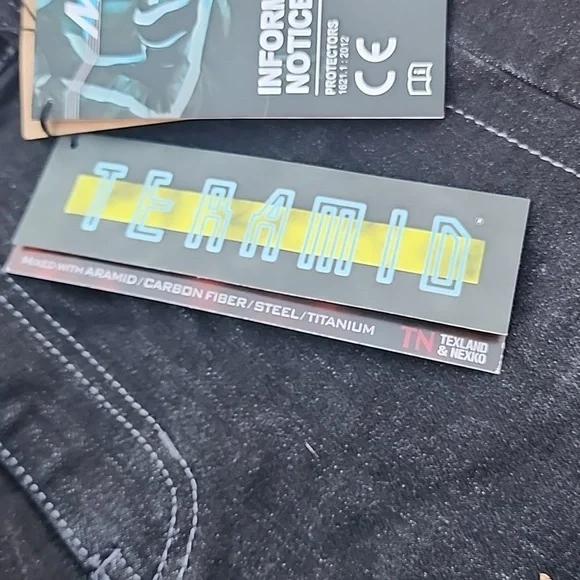 INFORM
NOTICE
PROTECTORS
1621.1 : 2012
CE
TERAMID
MIXED WITH ARAMID/CARBON FIBER/STEEL/TITANIUM
TN TEXLAND
& NEXKO